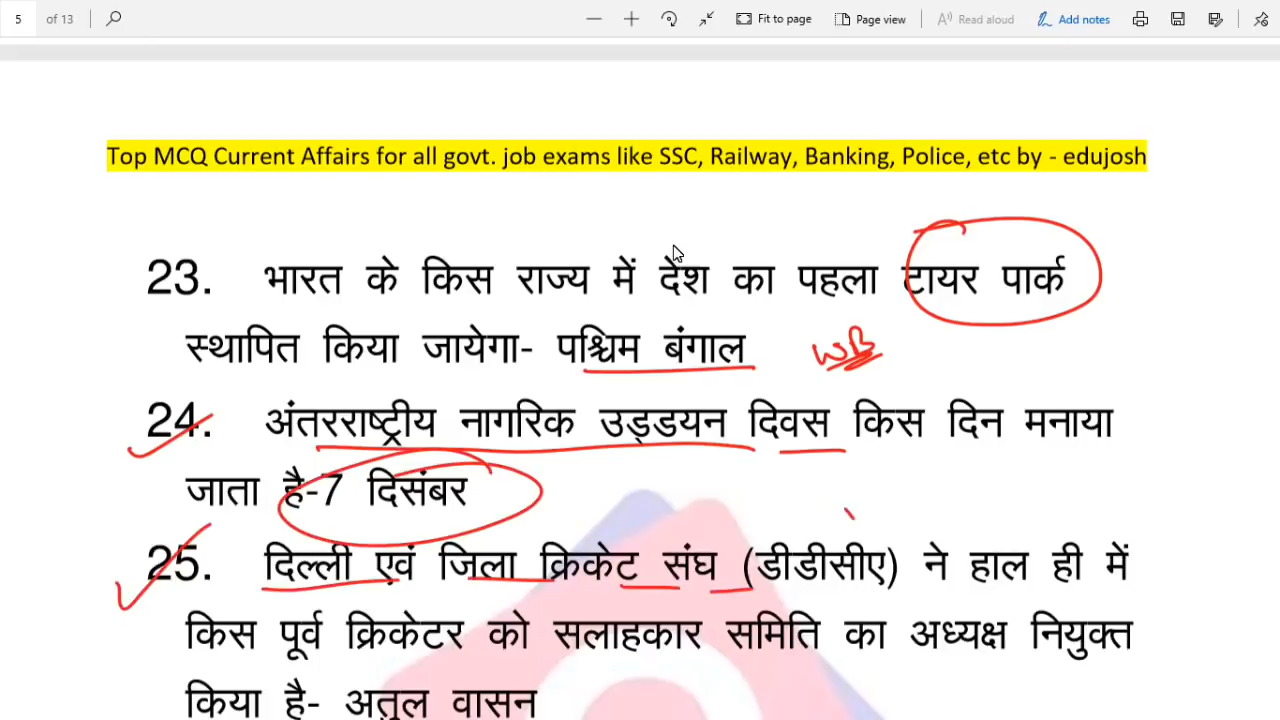 5 of 13 Fit to page Page view Read aloud Add notes
Top MCQ Current Affairs for all govt. job exams like SSC, Railway, Banking, Police, etc by - edujosh
23. भारत के किस राज्य में देश का पहला टायर पार्क
स्थापित किया जायेगा- पश्चिम बंगाल WB
24. अंतरराष्ट्रीय नागरिक उड्डयन दिवस किस दिन मनाया
जाता है-7 दिसंबर
25. दिल्ली एवं जिला क्रिकेट संघ (डीडीसीए) ने हाल ही में
किस पूर्व क्रिकेटर को सलाहकार समिति का अध्यक्ष नियुक्त
किया है- अतुल वासन